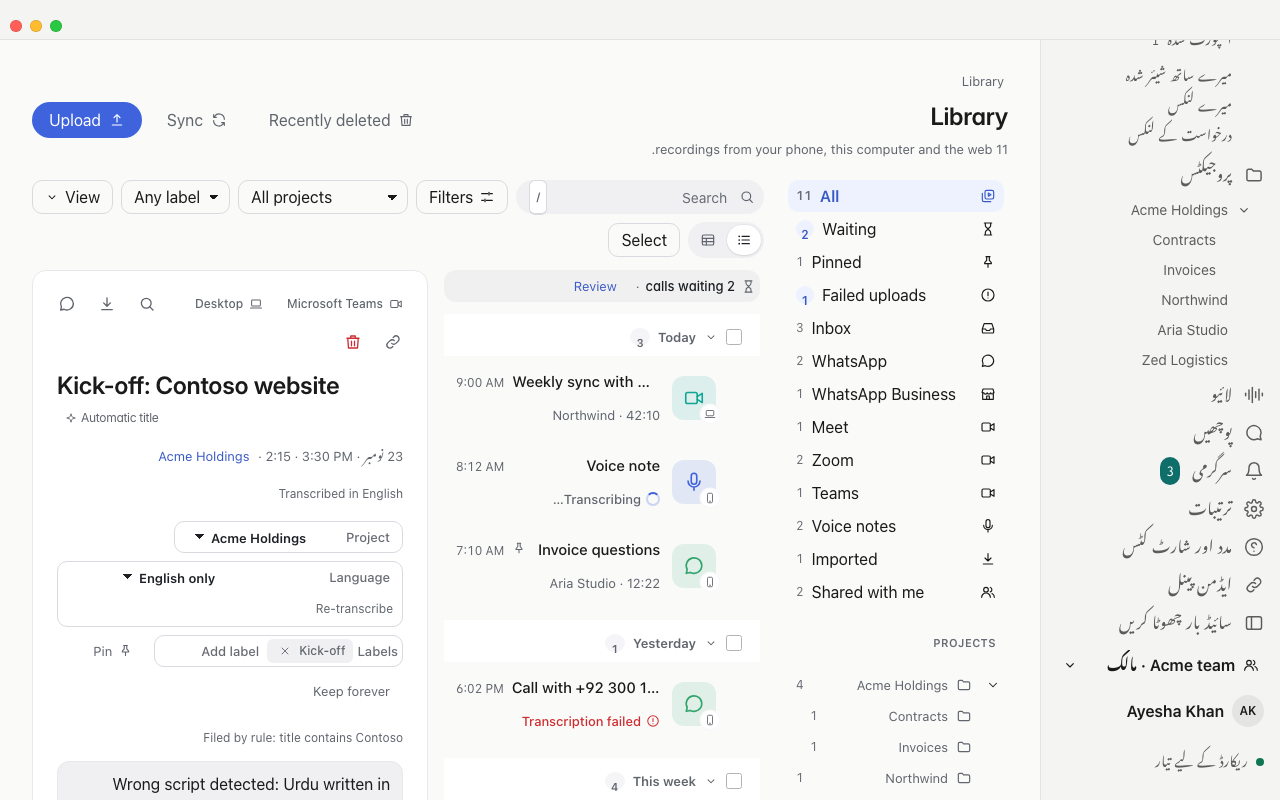 میرے ساتھ شیئر شدہ
میرے لنکس
درخواست کے لنکس
پروجیکٹس
Acme Holdings
Contracts
Invoices
Northwind
Aria Studio
Zed Logistics
لائیو
پوچھیں
سرگرمی 3
ترتیبات
مدد اور شارٹ کٹس
ایڈمن پینل
سائیڈ بار چھوٹا کریں
Acme team · مالک
AK Ayesha Khan
ریکارڈ کے لیے تیار
Library
Library
.recordings from your phone, this computer and the web 11
Recently deleted
Sync
Upload
Search /
Filters
All projects
Any label
View
Select
All 11
Waiting 2
Pinned 1
Failed uploads 1
Inbox 3
WhatsApp 2
WhatsApp Business 1
Meet 1
Zoom 2
Teams 1
Voice notes 2
Imported 1
Shared with me 2
PROJECTS
Acme Holdings 4
Contracts 1
Invoices 1
Northwind 1
calls waiting 2 · Review
Today 3
Weekly sync with ... 9:00 AM
Northwind · 42:10
Voice note 8:12 AM
...Transcribing
Invoice questions 7:10 AM
Aria Studio · 12:22
Yesterday 1
Call with +92 300 1... 6:02 PM
Transcription failed
This week 4
Microsoft Teams
Desktop
Kick-off: Contoso website
Automatic title
23 نومبر · 3:30 PM · 2:15 · Acme Holdings
Transcribed in English
Project Acme Holdings
Language English only
Re-transcribe
Labels Kick-off × Add label
Pin
Keep forever
Filed by rule: title contains Contoso
Wrong script detected: Urdu written in